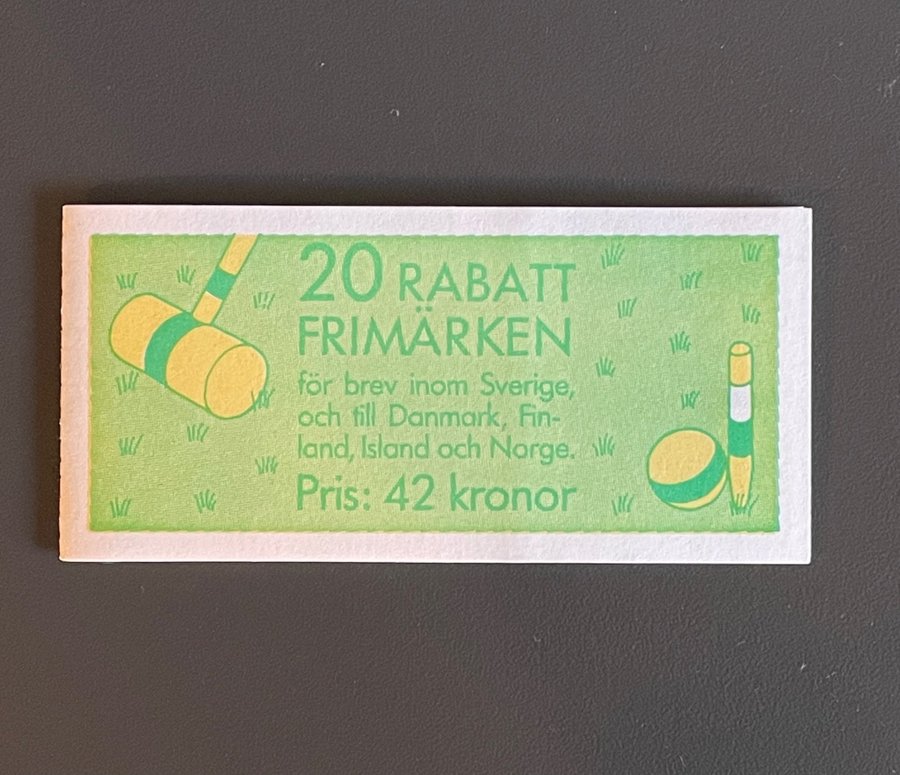 20 RABATT
FRIMÄRKEN
för brev inom Sverige,
och till Danmark, Fin-
land, Island och Norge.
Pris: 42 kronor